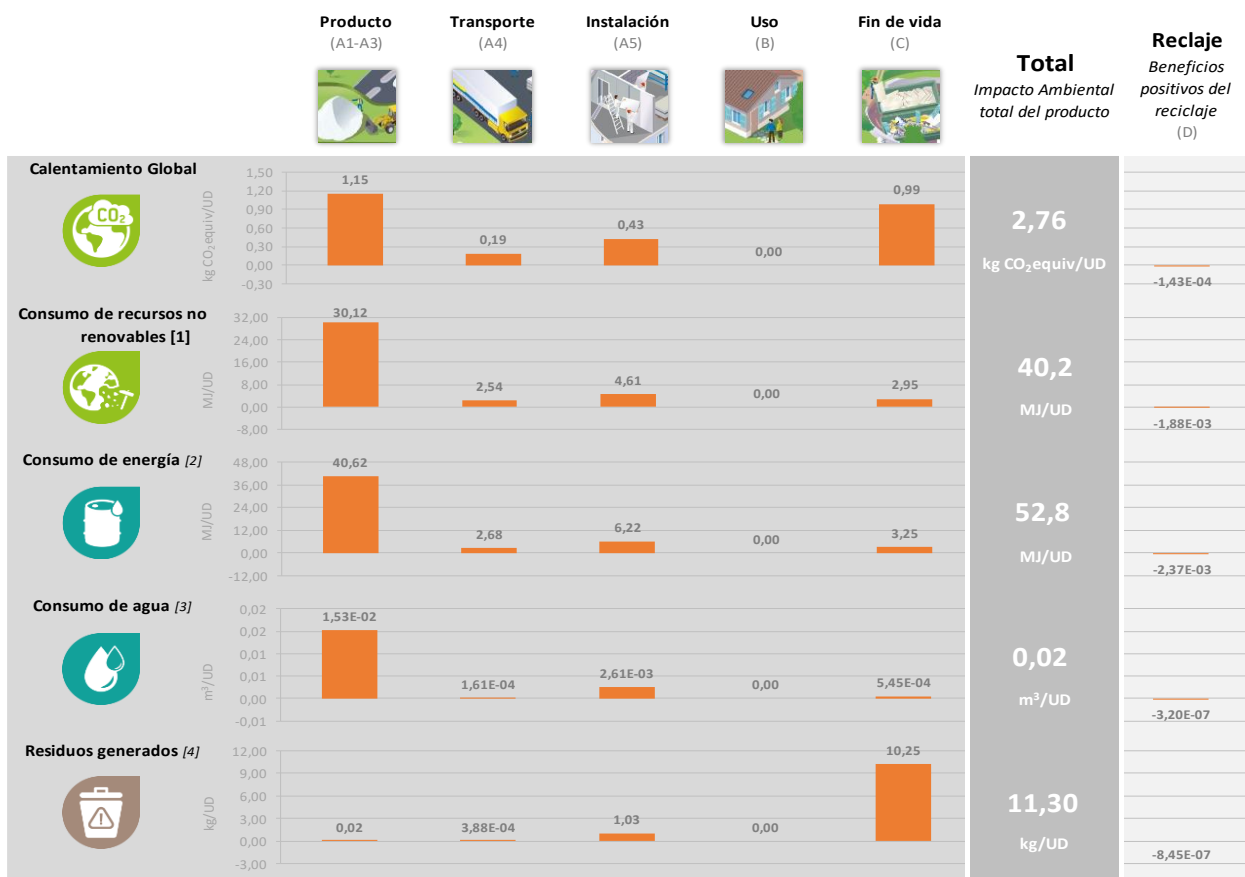 Producto
(A1-A3)
Transporte
(A4)
Instalación
(A5)
Uso
(B)
Fin de vida
(C)
Total
Impacto Ambiental
total del producto
Reclaje
Beneficios
positivos del
reciclaje
(D)
Calentamiento Global
CO2
kg CO2equiv/UD
1,50
1,20
0,90
0,60
0,30
0,00
-0,30
1,15
0,19
0,43
0,00
0,99
2,76
kg CO2equiv/UD
-1,43E-04
Consumo de recursos no
renovables [1]
MJ/UD
32,00
24,00
16,00
8,00
0,00
-8,00
30,12
2,54
4,61
0,00
2,95
40,2
MJ/UD
-1,88E-03
Consumo de energía [2]
MJ/UD
48,00
36,00
24,00
12,00
0,00
-12,00
40,62
2,68
6,22
0,00
3,25
52,8
MJ/UD
-2,37E-03
Consumo de agua [3]
m3/UD
0,02
0,02
0,01
0,01
0,00
-0,01
1,53E-02
1,61E-04
2,61E-03
0,00
5,45E-04
0,02
m3/UD
-3,20E-07
Residuos generados [4]
kg/UD
12,00
9,00
6,00
3,00
0,00
-3,00
0,02
3,88E-04
1,03
0,00
10,25
11,30
kg/UD
-8,45E-07